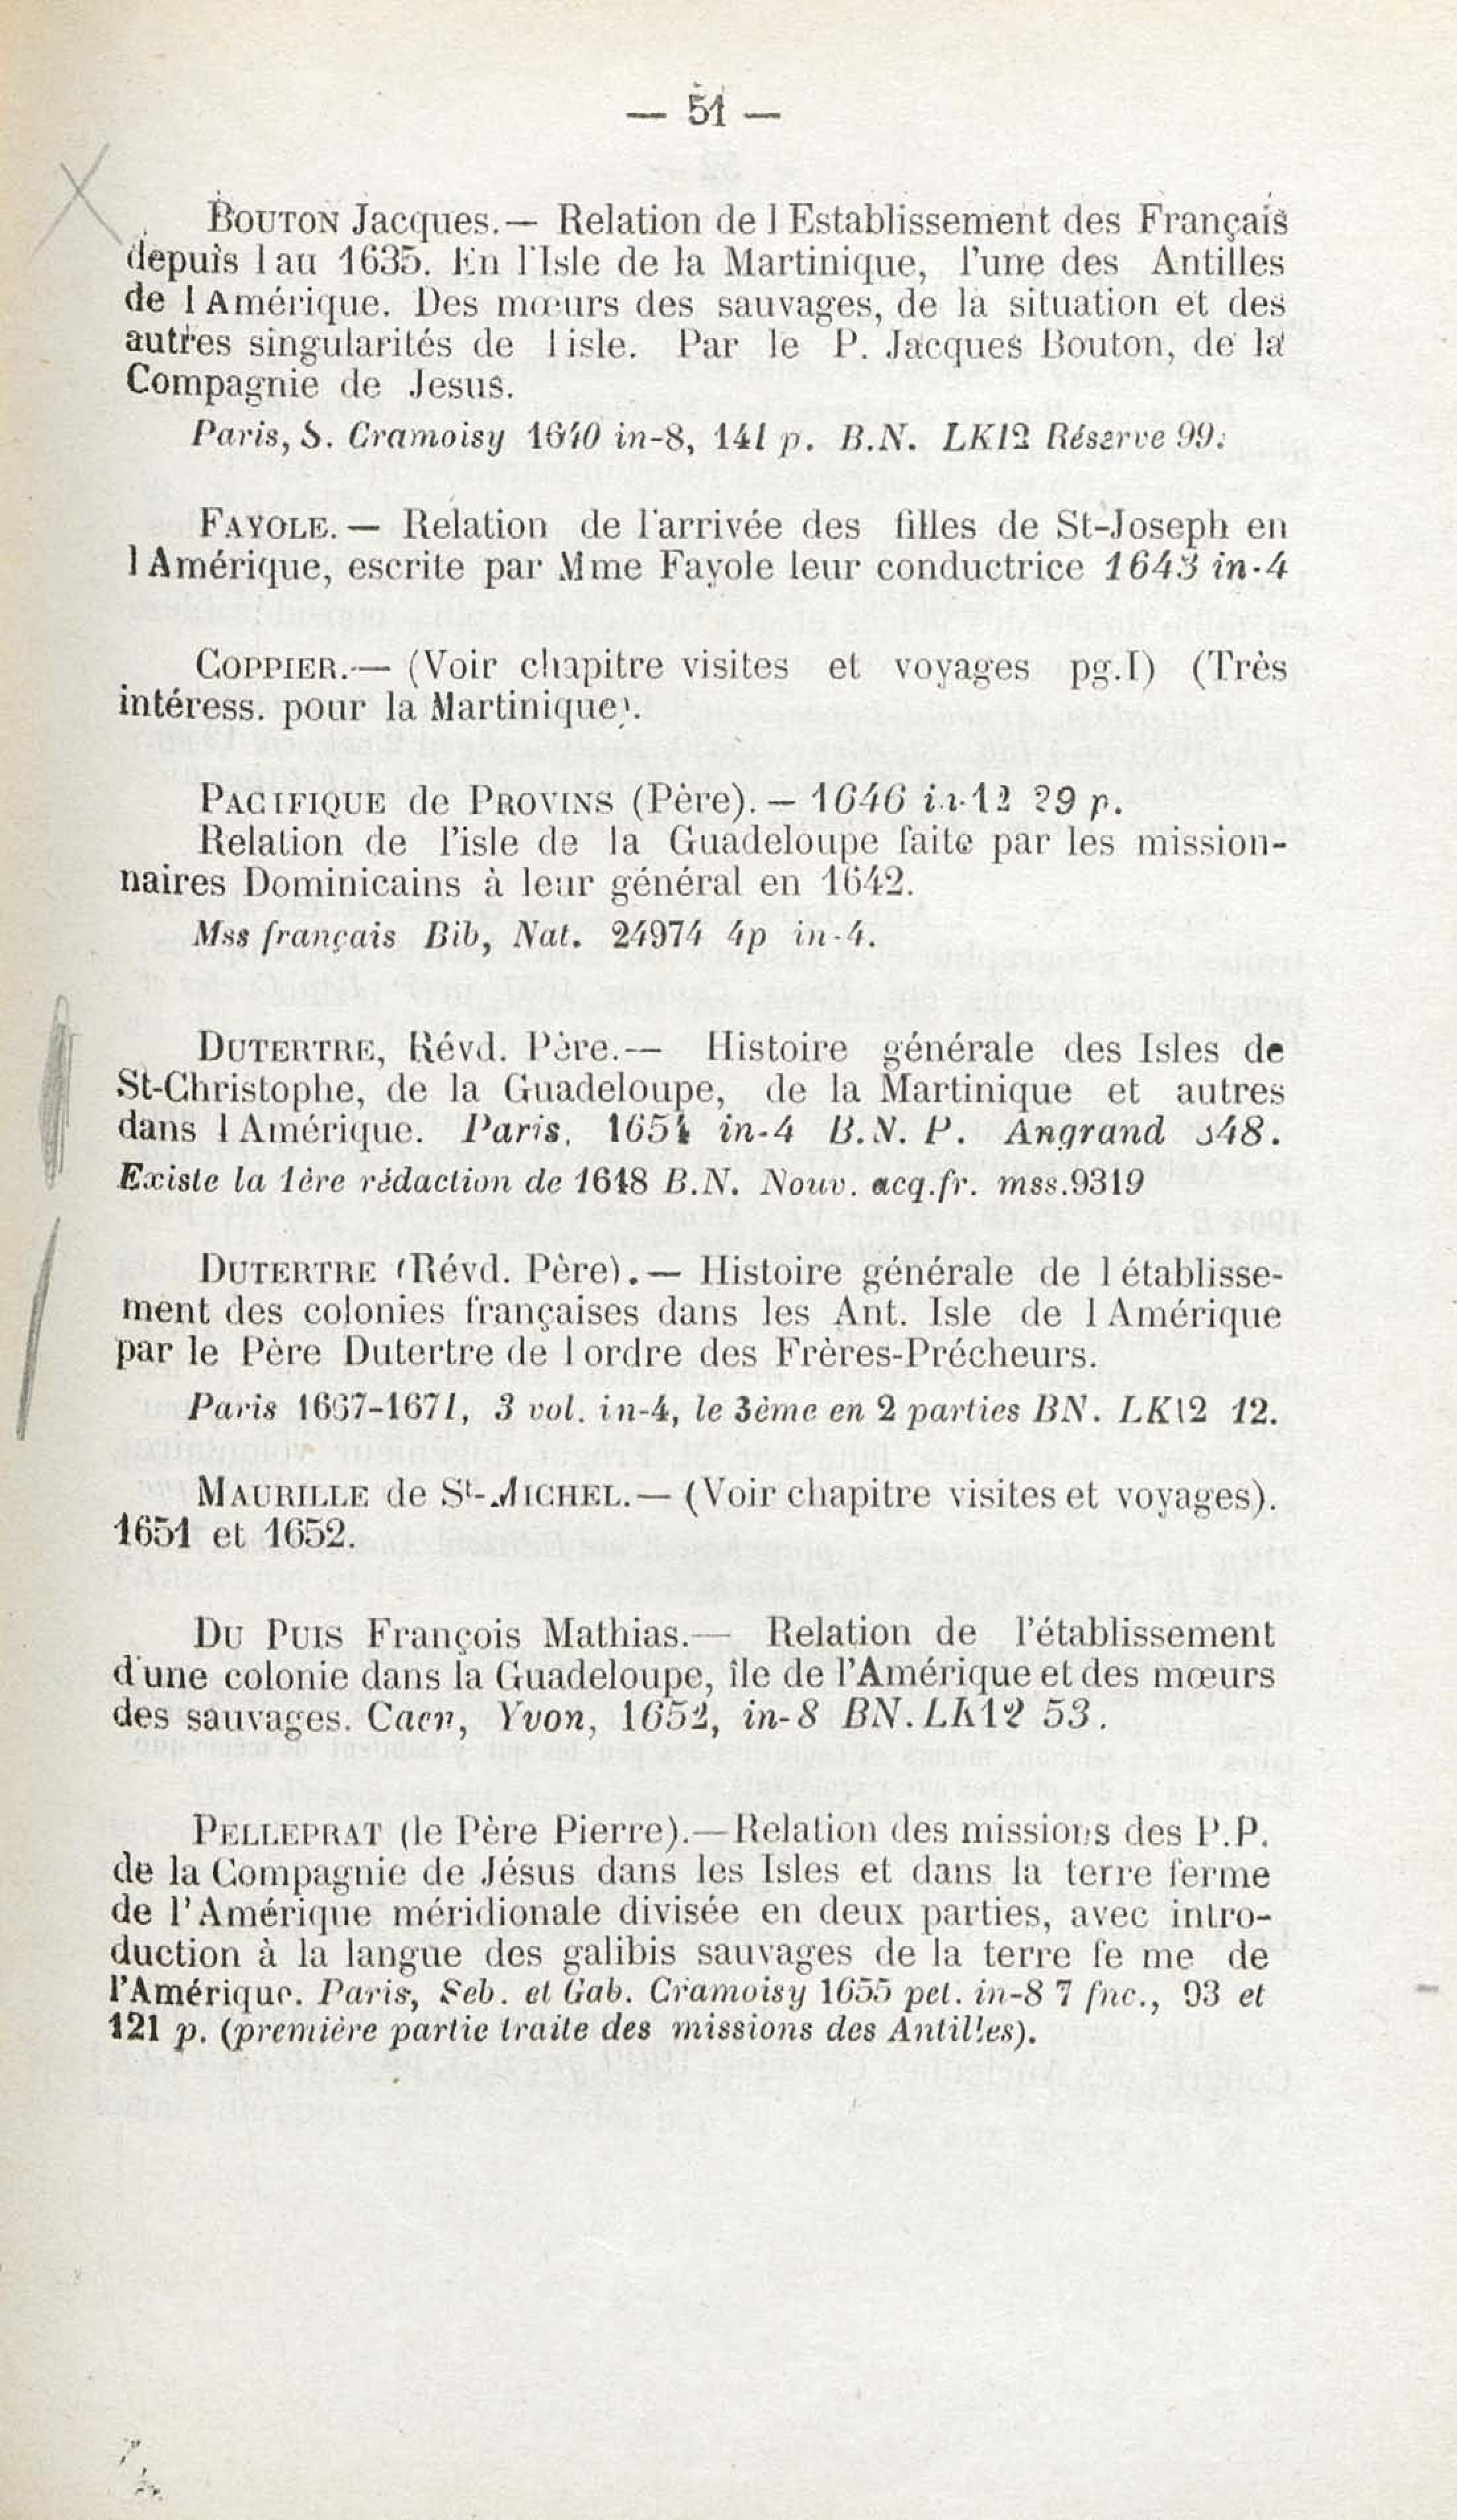 — 51 —
BOUTON Jacques. — Relation de l Establissement des Français
depuis l an 1635. En l'Isle de la Martinique, l'une des Antilles
de l Amérique. Des mœurs des sauvages, de la situation et des
autres singularités de l isle. Par le P. Jacques Bouton, de la
Compagnie de Jesus.
Paris, S. Cramoisy 1640 in-8, 141 p. B.N. LK12 Réserve 99.
FAYOLE. — Relation de l'arrivée des filles de St-Joseph en
l Amérique, escrite par Mme Fayole leur conductrice 1643 in-4
COPPIER. — (Voir chapitre visites et voyages pg.I) (Très
intéress. pour la Martinique).
PACIFIQUE de PROVINS (Père). — 1646 in-12 29 p.
Relation de l'isle de la Guadeloupe faite par les mission-
naires Dominicains à leur général en 1642.
Mss français Bib, Nat. 24974 4p in-4.
DUTERTRE, Révd. Père. — Histoire générale des Isles de
St-Christophe, de la Guadeloupe, de la Martinique et autres
dans l Amérique. Paris, 1654 in-4 B.N. P. Angrand 348.
Existe la 1ère rédaction de 1648 B.N. Nouv. acq.fr. mss.9319
DUTERTRE (Révd. Père). — Histoire générale de l établisse-
ment des colonies françaises dans les Ant. Isle de l Amérique
par le Père Dutertre de l ordre des Frères-Précheurs.
Paris 1667-1671, 3 vol. in-4, le 3ème en 2 parties BN. LK12 12.
MAURILLE de St-MICHEL. — (Voir chapitre visites et voyages).
1651 et 1652.
DU PUIS François Mathias. — Relation de l'établissement
d'une colonie dans la Guadeloupe, île de l'Amérique et des mœurs
des sauvages. Caen, Yvon, 1652, in-8 BN. LK12 53.
PELLEPRAT (le Père Pierre). — Relation des missions des P.P.
de la Compagnie de Jésus dans les Isles et dans la terre ferme
de l'Amérique méridionale divisée en deux parties, avec intro-
duction à la langue des galibis sauvages de la terre fe me de
l'Amérique. Paris, Seb. et Gab. Cramoisy 1655 pet. in-8 7 fnc., 93 et
121 p. (première partie traite des missions des Antilles).